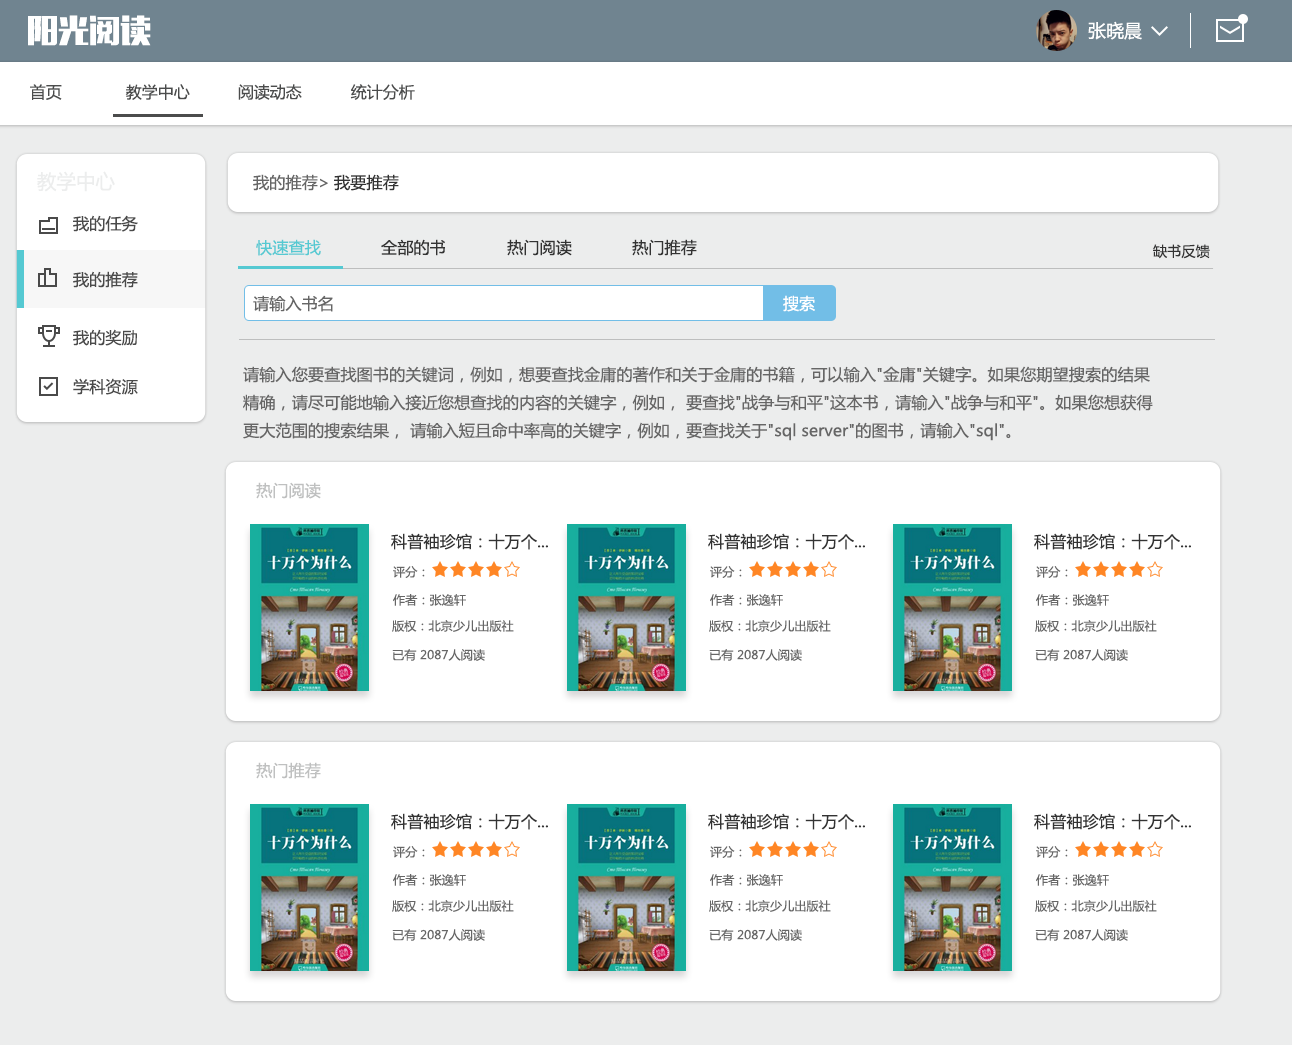 阳光阅读
张晓晨
首页
教学中心
阅读动态
统计分析
教学中心
我的任务
我的推荐
我的奖励
学科资源
我的推荐> 我要推荐
快速查找
全部的书
热门阅读
热门推荐
缺书反馈
请输入书名
搜索
请输入您要查找图书的关键词，例如，想要查找金庸的著作和关于金庸的书籍，可以输入"金庸"关键字。如果您期望搜索的结果
精确，请尽可能地输入接近您想查找的内容的关键字，例如， 要查找"战争与和平"这本书，请输入"战争与和平"。如果您想获得
更大范围的搜索结果， 请输入短且命中率高的关键字，例如，要查找关于"sql server"的图书，请输入"sql"。
热门阅读
十万个为什么
科普袖珍馆：十万个...
评分：
作者：张逸轩
版权：北京少儿出版社
已有 2087人阅读
十万个为什么
科普袖珍馆：十万个...
评分：
作者：张逸轩
版权：北京少儿出版社
已有 2087人阅读
十万个为什么
科普袖珍馆：十万个...
评分：
作者：张逸轩
版权：北京少儿出版社
已有 2087人阅读
热门推荐
十万个为什么
科普袖珍馆：十万个...
评分：
作者：张逸轩
版权：北京少儿出版社
已有 2087人阅读
十万个为什么
科普袖珍馆：十万个...
评分：
作者：张逸轩
版权：北京少儿出版社
已有 2087人阅读
十万个为什么
科普袖珍馆：十万个...
评分：
作者：张逸轩
版权：北京少儿出版社
已有 2087人阅读